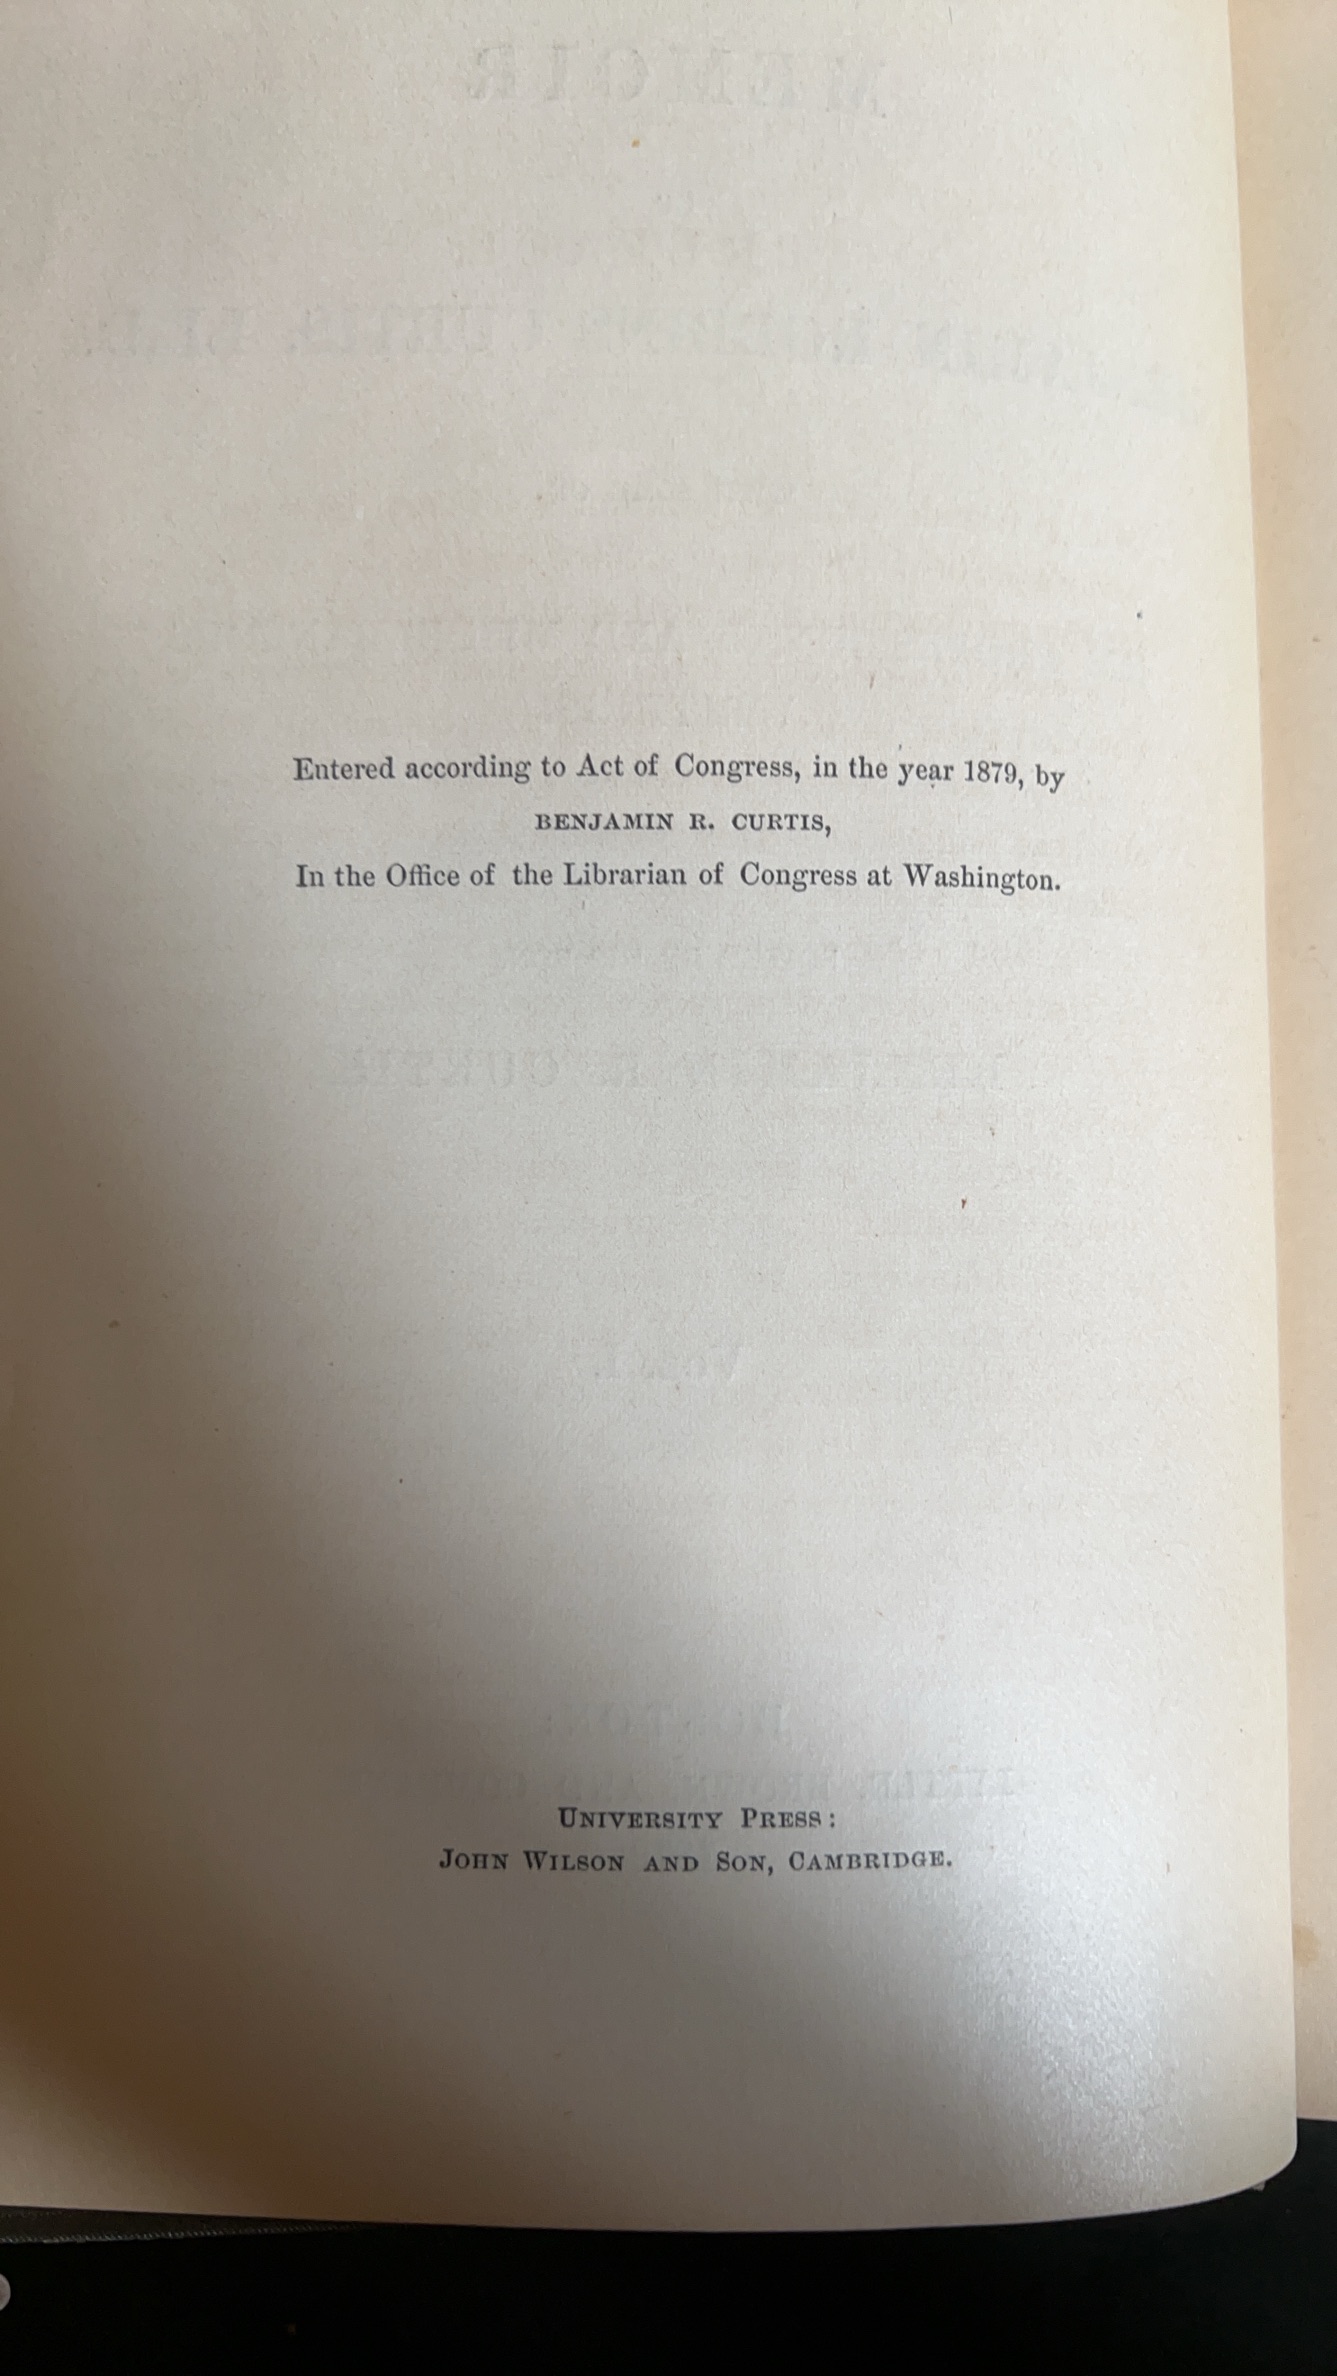 Entered according to Act of Congress, in the year 1879, by
BENJAMIN R. CURTIS,
In the Office of the Librarian of Congress at Washington.
UNIVERSITY PRESS:
JOHN WILSON AND SON, CAMBRIDGE.